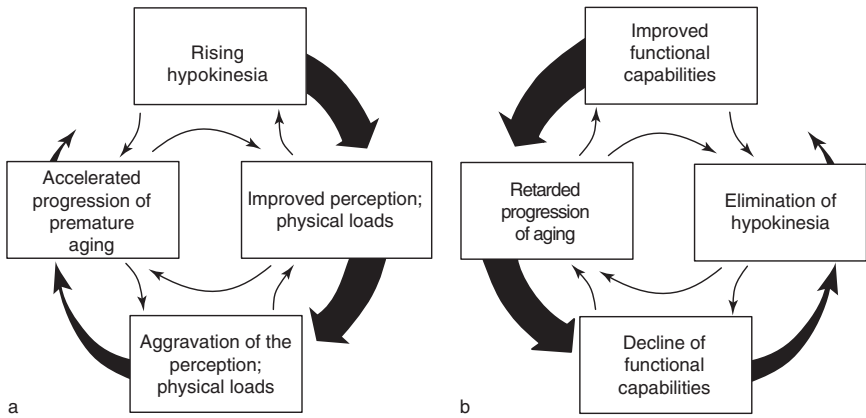 Rising
hypokinesia
Accelerated
progression of
premature
aging
Improved perception;
physical loads
Aggravation of the
perception;
physical loads
a
Improved
functional
capabilities
Retarded
progression
of aging
Elimination of
hypokinesia
Decline of
functional
capabilities
b